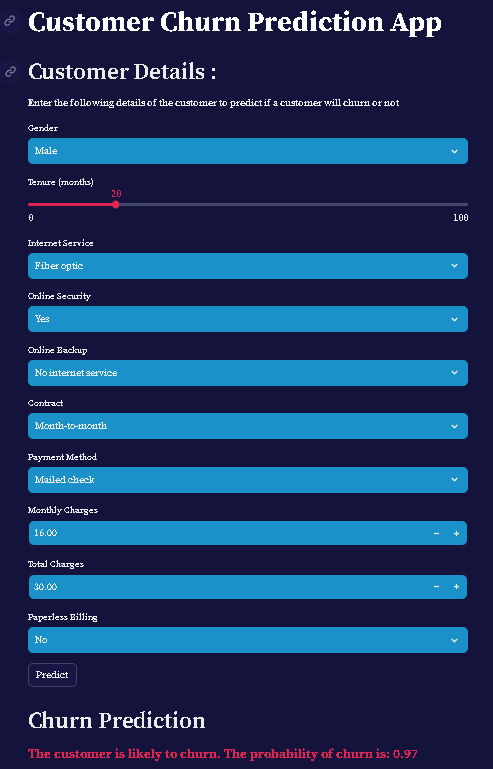 Customer Churn Prediction App
Customer Details :
Enter the following details of the customer to predict if a customer will churn or not
Gender
Male
Tenure (months)
20
0 100
Internet Service
Fiber optic
Online Security
Yes
Online Backup
No internet service
Contract
Month-to-month
Payment Method
Mailed check
Monthly Charges
16.00 − +
Total Charges
30.00 − +
Paperless Billing
No
Predict
Churn Prediction
The customer is likely to churn. The probability of churn is: 0.97